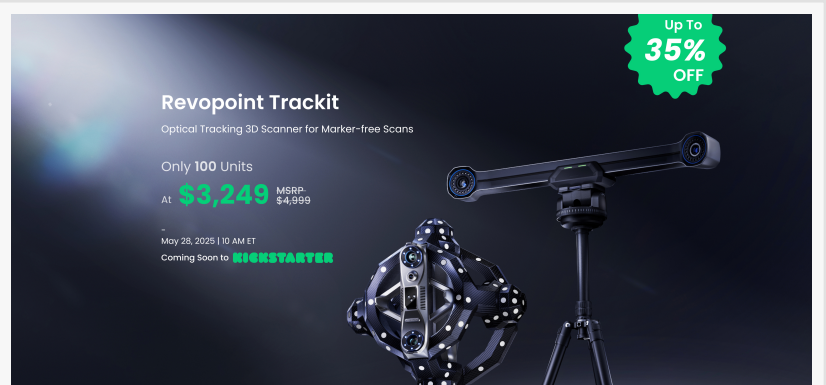 Up To
35%
OFF
Revopoint Trackit
Optical Tracking 3D Scanner for Marker-free Scans
Only 100 Units
At $3,249 MSRP $4,999
-
May 28, 2025 | 10 AM ET
Coming Soon to KICKSTARTER